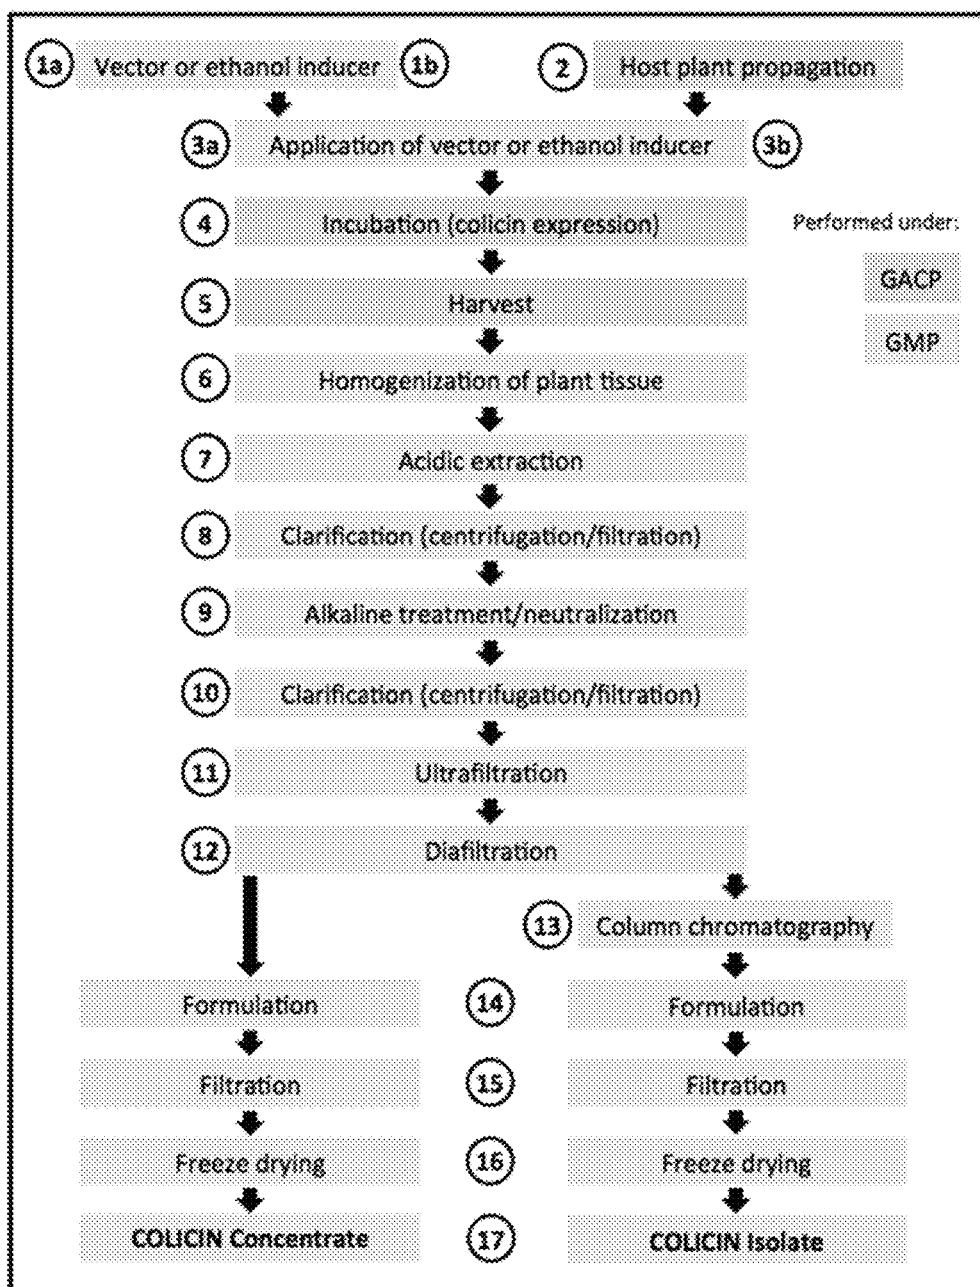 1a Vector or ethanol inducer 1b 2 Host plant propagation
3a Application of vector or ethanol inducer 3b
4 Incubation (colicin expression) Performed under:
5 Harvest GACP
GMP
6 Homogenization of plant tissue
7 Acidic extraction
8 Clarification (centrifugation/filtration)
9 Alkaline treatment/neutralization
10 Clarification (centrifugation/filtration)
11 Ultrafiltration
12 Diafiltration
13 Column chromatography
Formulation 14 Formulation
Filtration 15 Filtration
Freeze drying 16 Freeze drying
COLICIN Concentrate 17 COLICIN Isolate